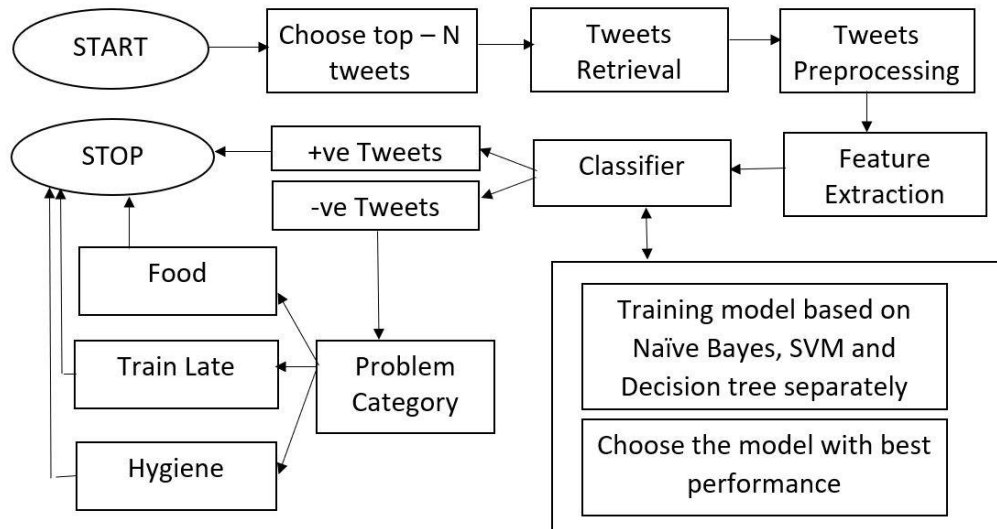 START
Choose top – N
tweets
Tweets
Retrieval
Tweets
Preprocessing
STOP
+ve Tweets
-ve Tweets
Classifier
Feature
Extraction
Food
Train Late
Hygiene
Problem
Category
Training model based on
Naïve Bayes, SVM and
Decision tree separately
Choose the model with best
performance